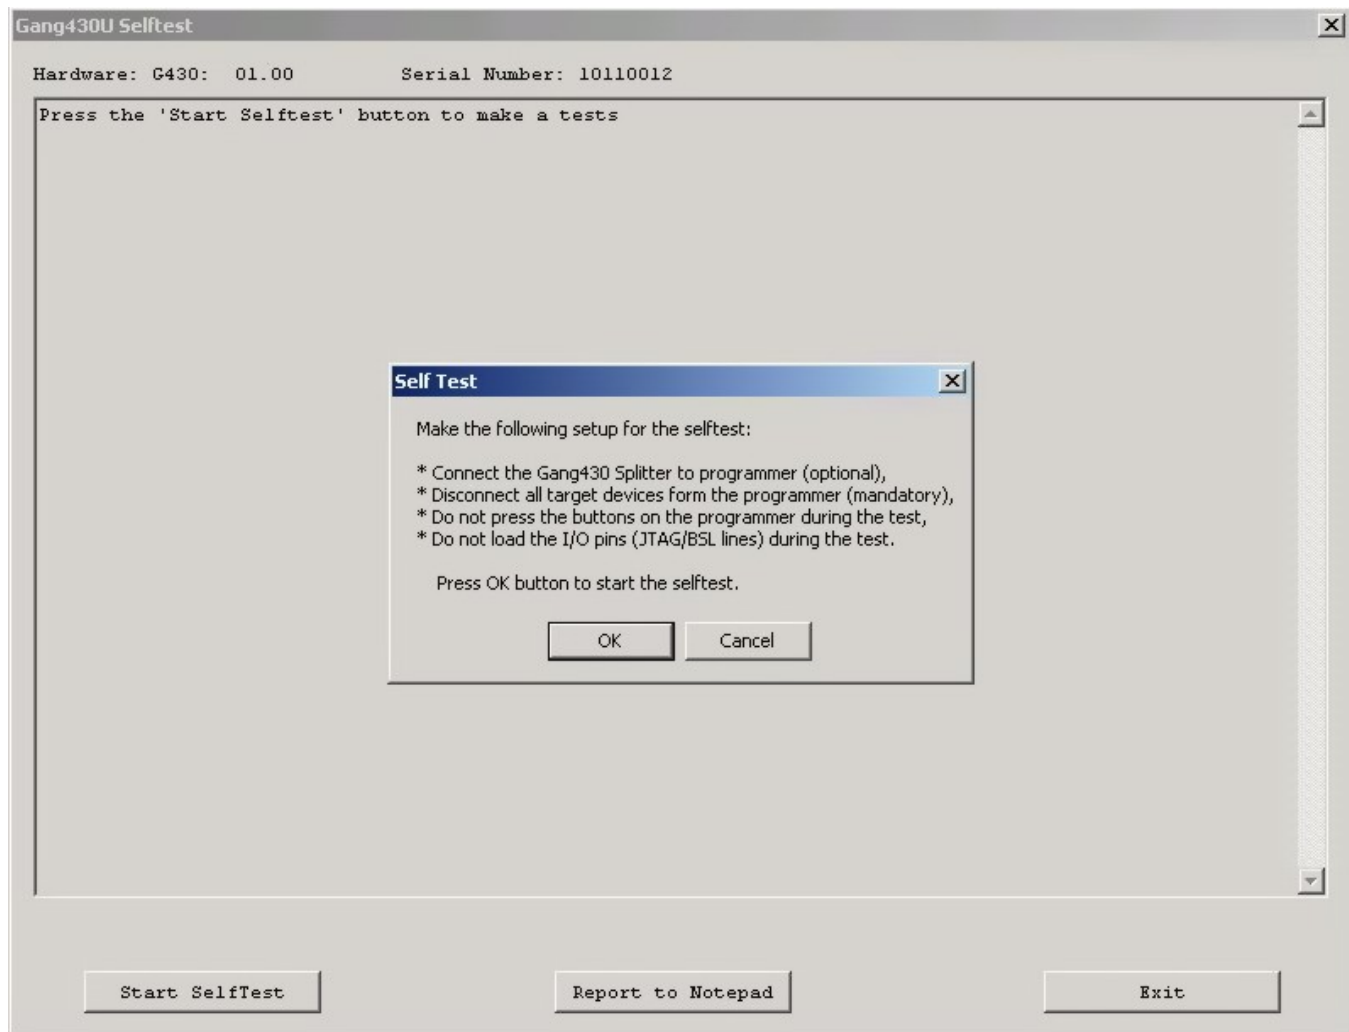 Gang430U Selftest
Hardware: G430: 01.00 Serial Number: 10110012
Press the 'Start Selftest' button to make a tests
Self Test
Make the following setup for the selftest:
* Connect the Gang430 Splitter to programmer (optional),
* Disconnect all target devices form the programmer (mandatory),
* Do not press the buttons on the programmer during the test,
* Do not load the I/O pins (JTAG/BSL lines) during the test.
Press OK button to start the selftest.
OK Cancel
Start SelfTest Report to Notepad Exit